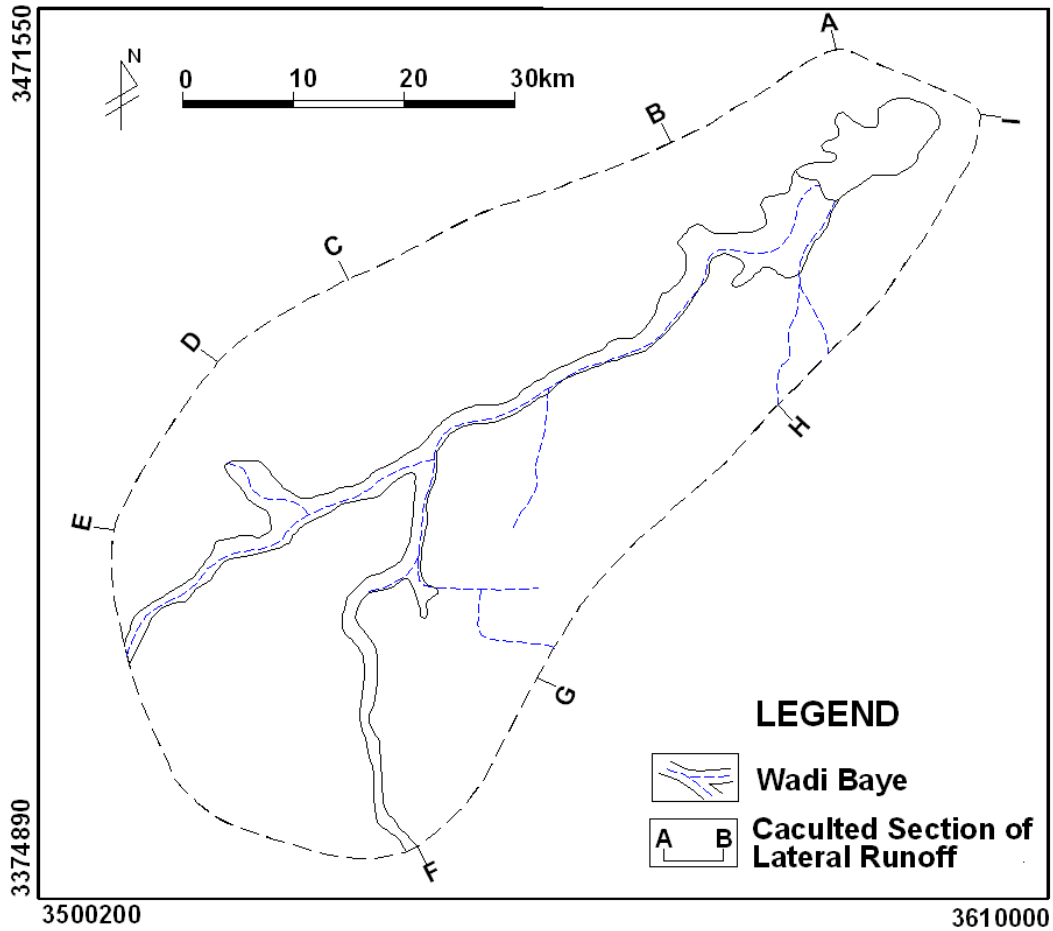 3471550
A
N
0 10 20 30km
B
I
C
D
H
E
G
LEGEND
Wadi Baye
A B
Caculted Section of
Lateral Runoff
F
3374890
3500200
3610000